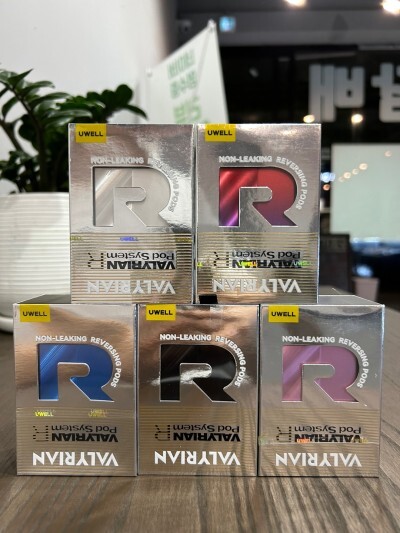 UWELL
NON-LEAKING REVERSING PODS
R
UWELL
VALYRIAN
Pod System R
VALYRIAN
UWELL
NON-LEAKING REVERSING PODS
R
VALYRIAN
Pod System R
VALYRIAN
UWELL
NON-LEAKING REVERSING PODS
R
UWELL
VALYRIAN
Pod System R
VALYRIAN
UWELL
NON-LEAKING REVERSING PODS
R
VALYRIAN
Pod System R
VALYRIAN
UWELL
NON-LEAKING REVERSING PODS
R
VALYRIAN
Pod System R
VALYRIAN